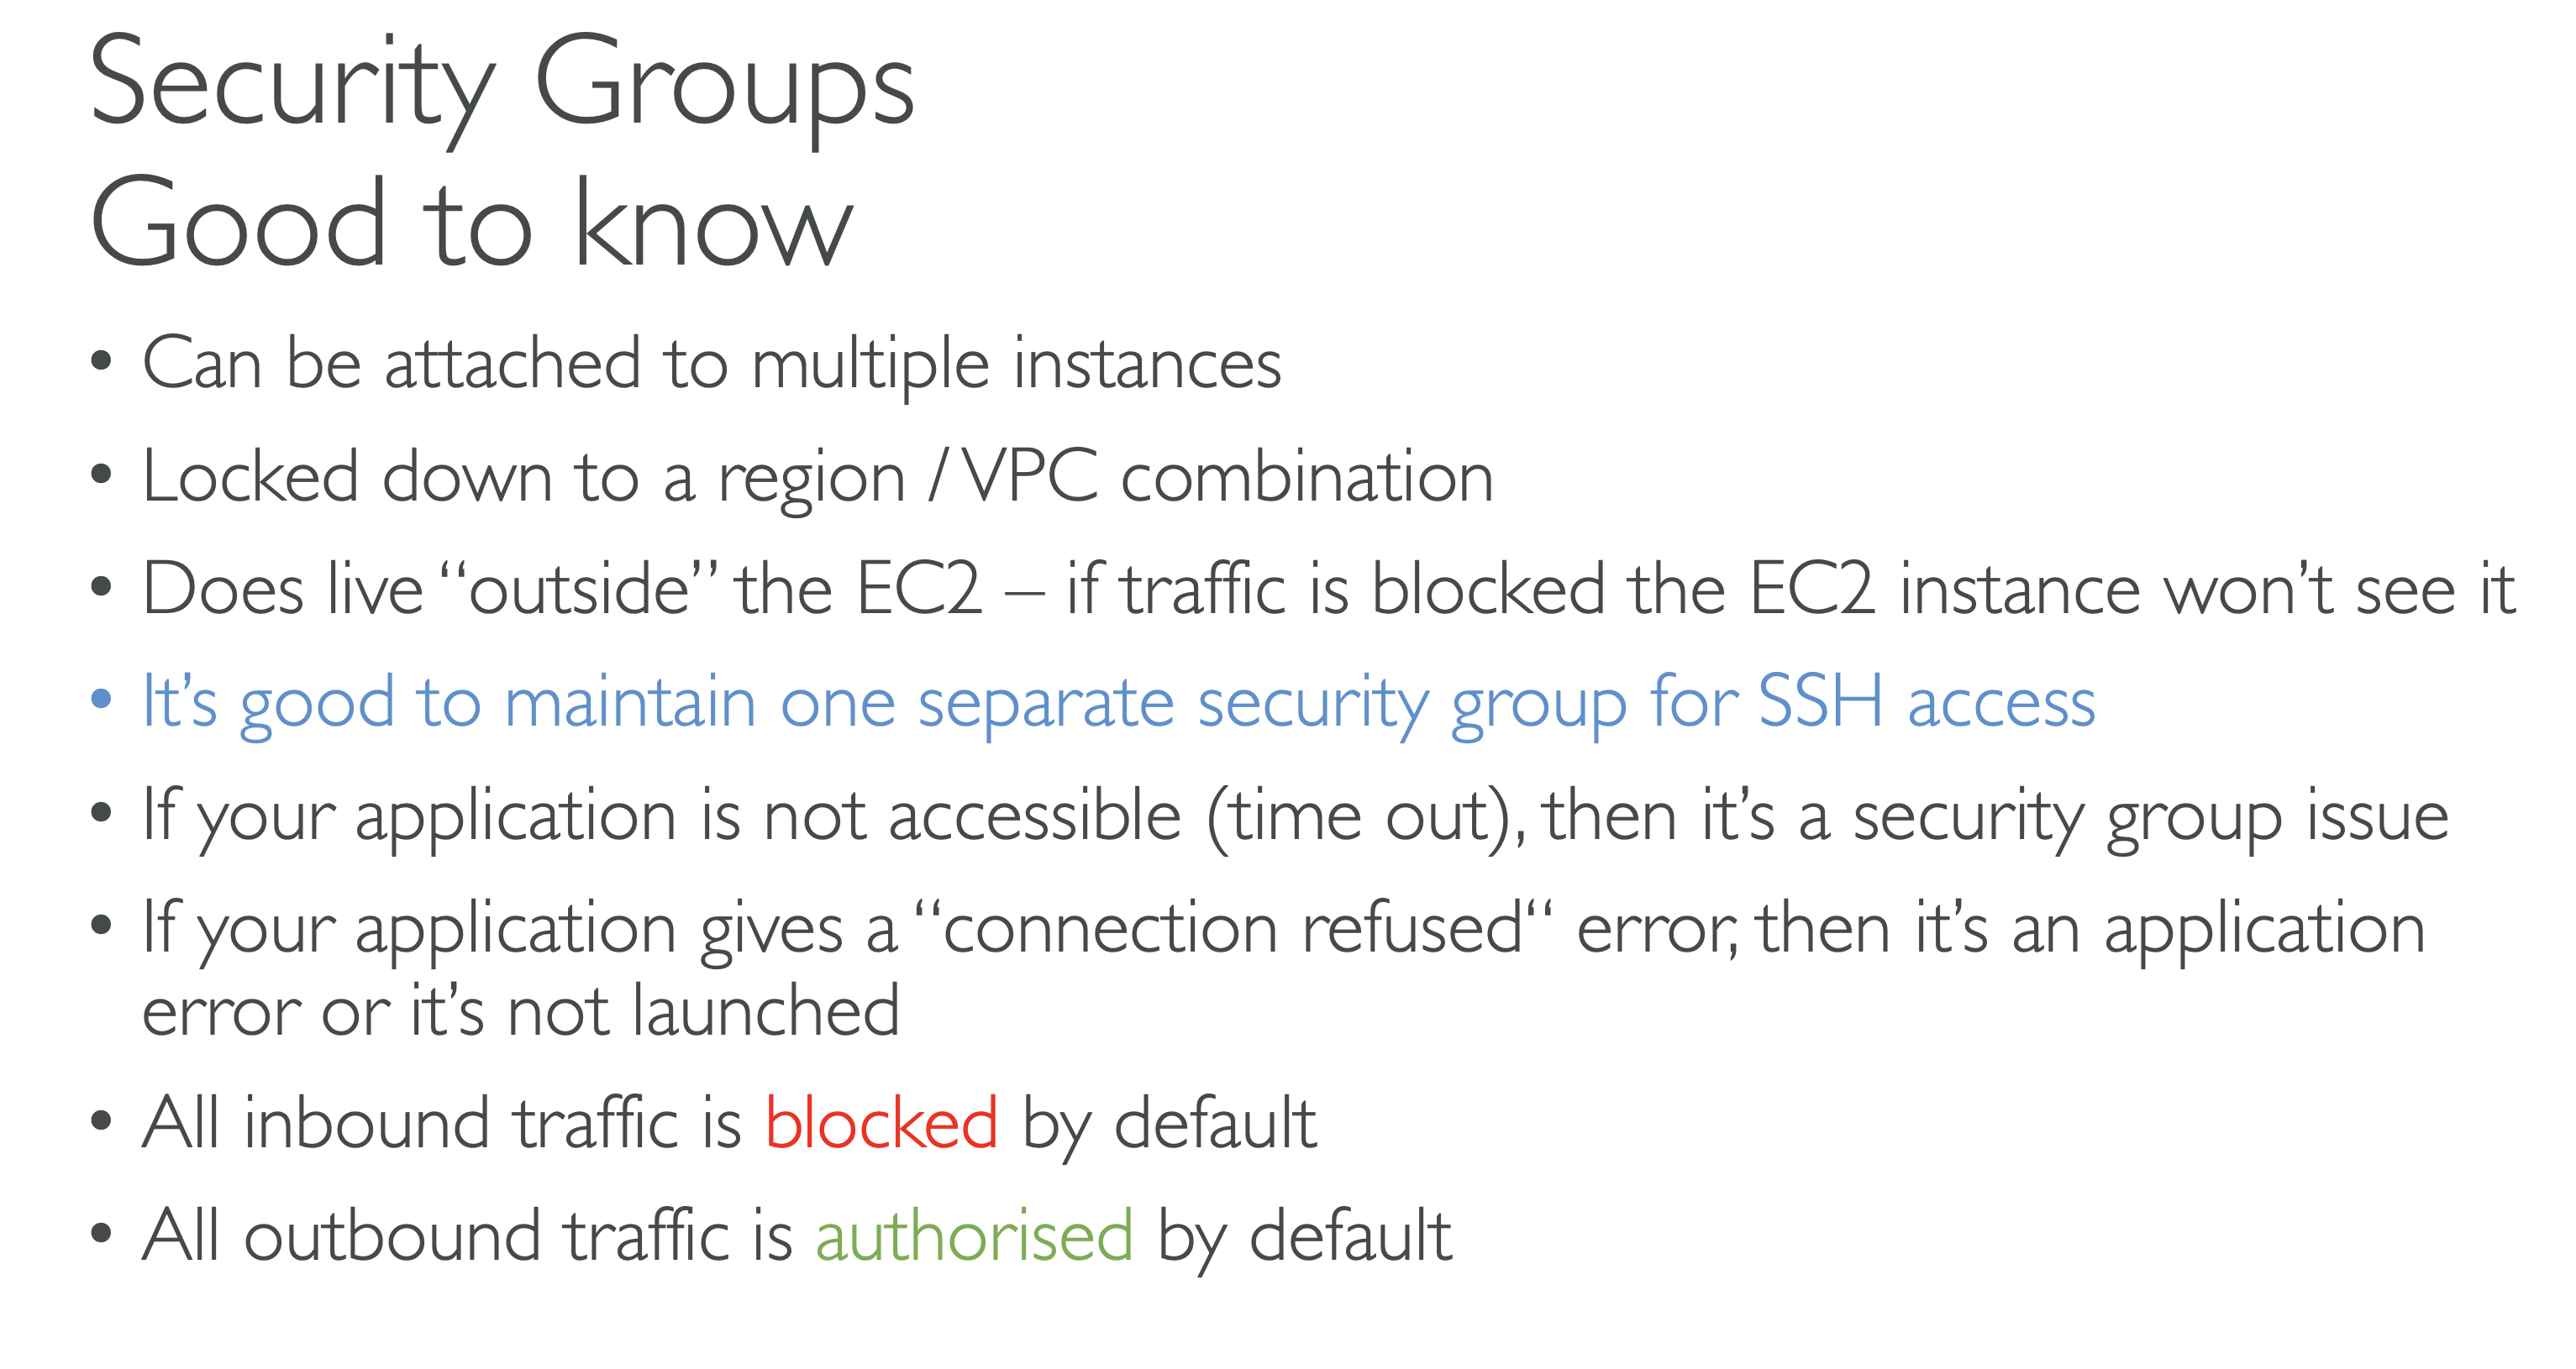 Security Groups
Good to know
• Can be attached to multiple instances
• Locked down to a region / VPC combination
• Does live “outside” the EC2 – if traffic is blocked the EC2 instance won’t see it
• It’s good to maintain one separate security group for SSH access
• If your application is not accessible (time out), then it’s a security group issue
• If your application gives a “connection refused“ error, then it’s an application
error or it’s not launched
• All inbound traffic is blocked by default
• All outbound traffic is authorised by default